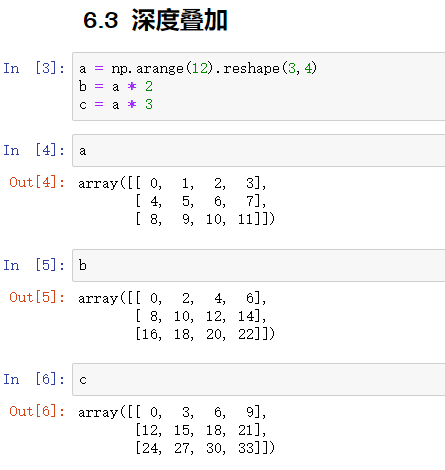 6.3 深度叠加
In [3]: a = np.arange(12).reshape(3,4)
b = a * 2
c = a * 3
In [4]: a
Out[4]: array([[ 0, 1, 2, 3],
[ 4, 5, 6, 7],
[ 8, 9, 10, 11]])
In [5]: b
Out[5]: array([[ 0, 2, 4, 6],
[ 8, 10, 12, 14],
[16, 18, 20, 22]])
In [6]: c
Out[6]: array([[ 0, 3, 6, 9],
[12, 15, 18, 21],
[24, 27, 30, 33]])